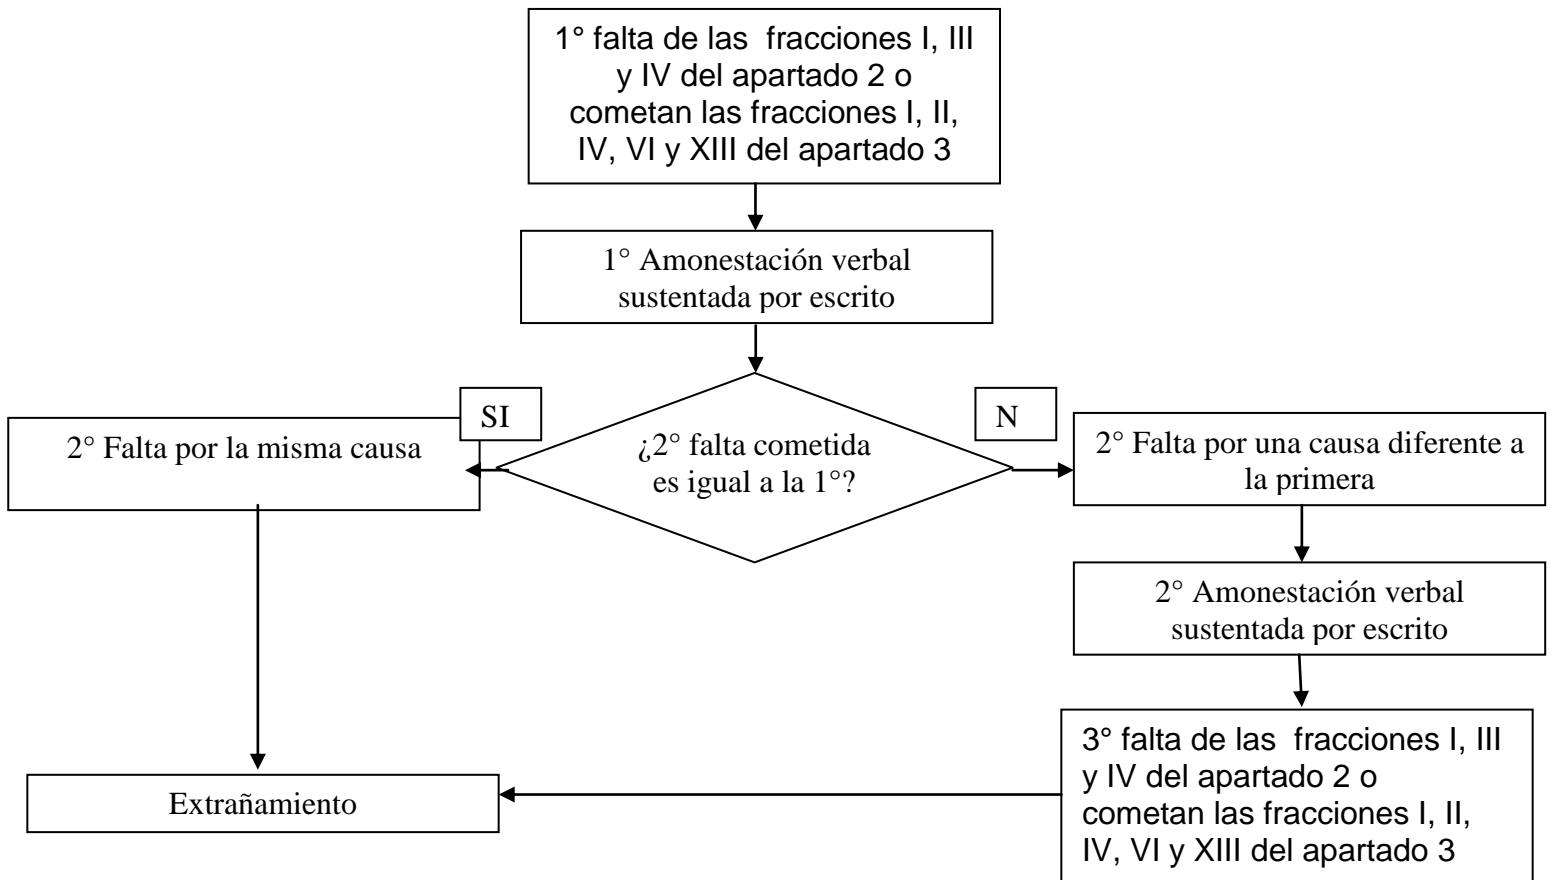 1° falta de las  fracciones I, III
y IV del apartado 2 o
cometan las fracciones I, II,
IV, VI y XIII del apartado 3
1° Amonestación verbal
sustentada por escrito
SI
N
2° Falta por la misma causa
¿2° falta cometida
es igual a la 1°?
2° Falta por una causa diferente a
la primera
2° Amonestación verbal
sustentada por escrito
3° falta de las  fracciones I, III
y IV del apartado 2 o
cometan las fracciones I, II,
IV, VI y XIII del apartado 3
Extrañamiento